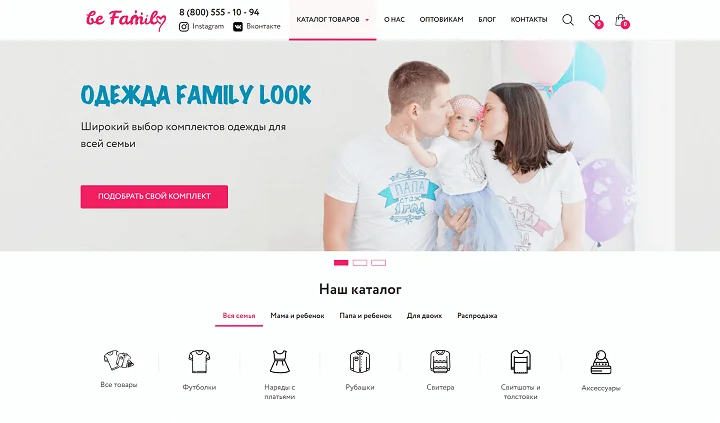 be Family
8 (800) 555 - 10 - 94
Instagram
Вконтакте
КАТАЛОГ ТОВАРОВ
О НАС
ОПТОВИКАМ
БЛОГ
КОНТАКТЫ
0
0
ОДЕЖДА FAMILY LOOK
Широкий выбор комплектов одежды для
всей семьи
ПОДОБРАТЬ СВОЙ КОМПЛЕКТ
ПАПА
СТАЖ
1 ГОД
Наш каталог
Вся семья
Мама и ребенок
Папа и ребенок
Для двоих
Распродажа
Все товары
Футболки
Наряды с
платьями
Рубашки
Свитера
Свитшоты и
толстовки
Аксессуары